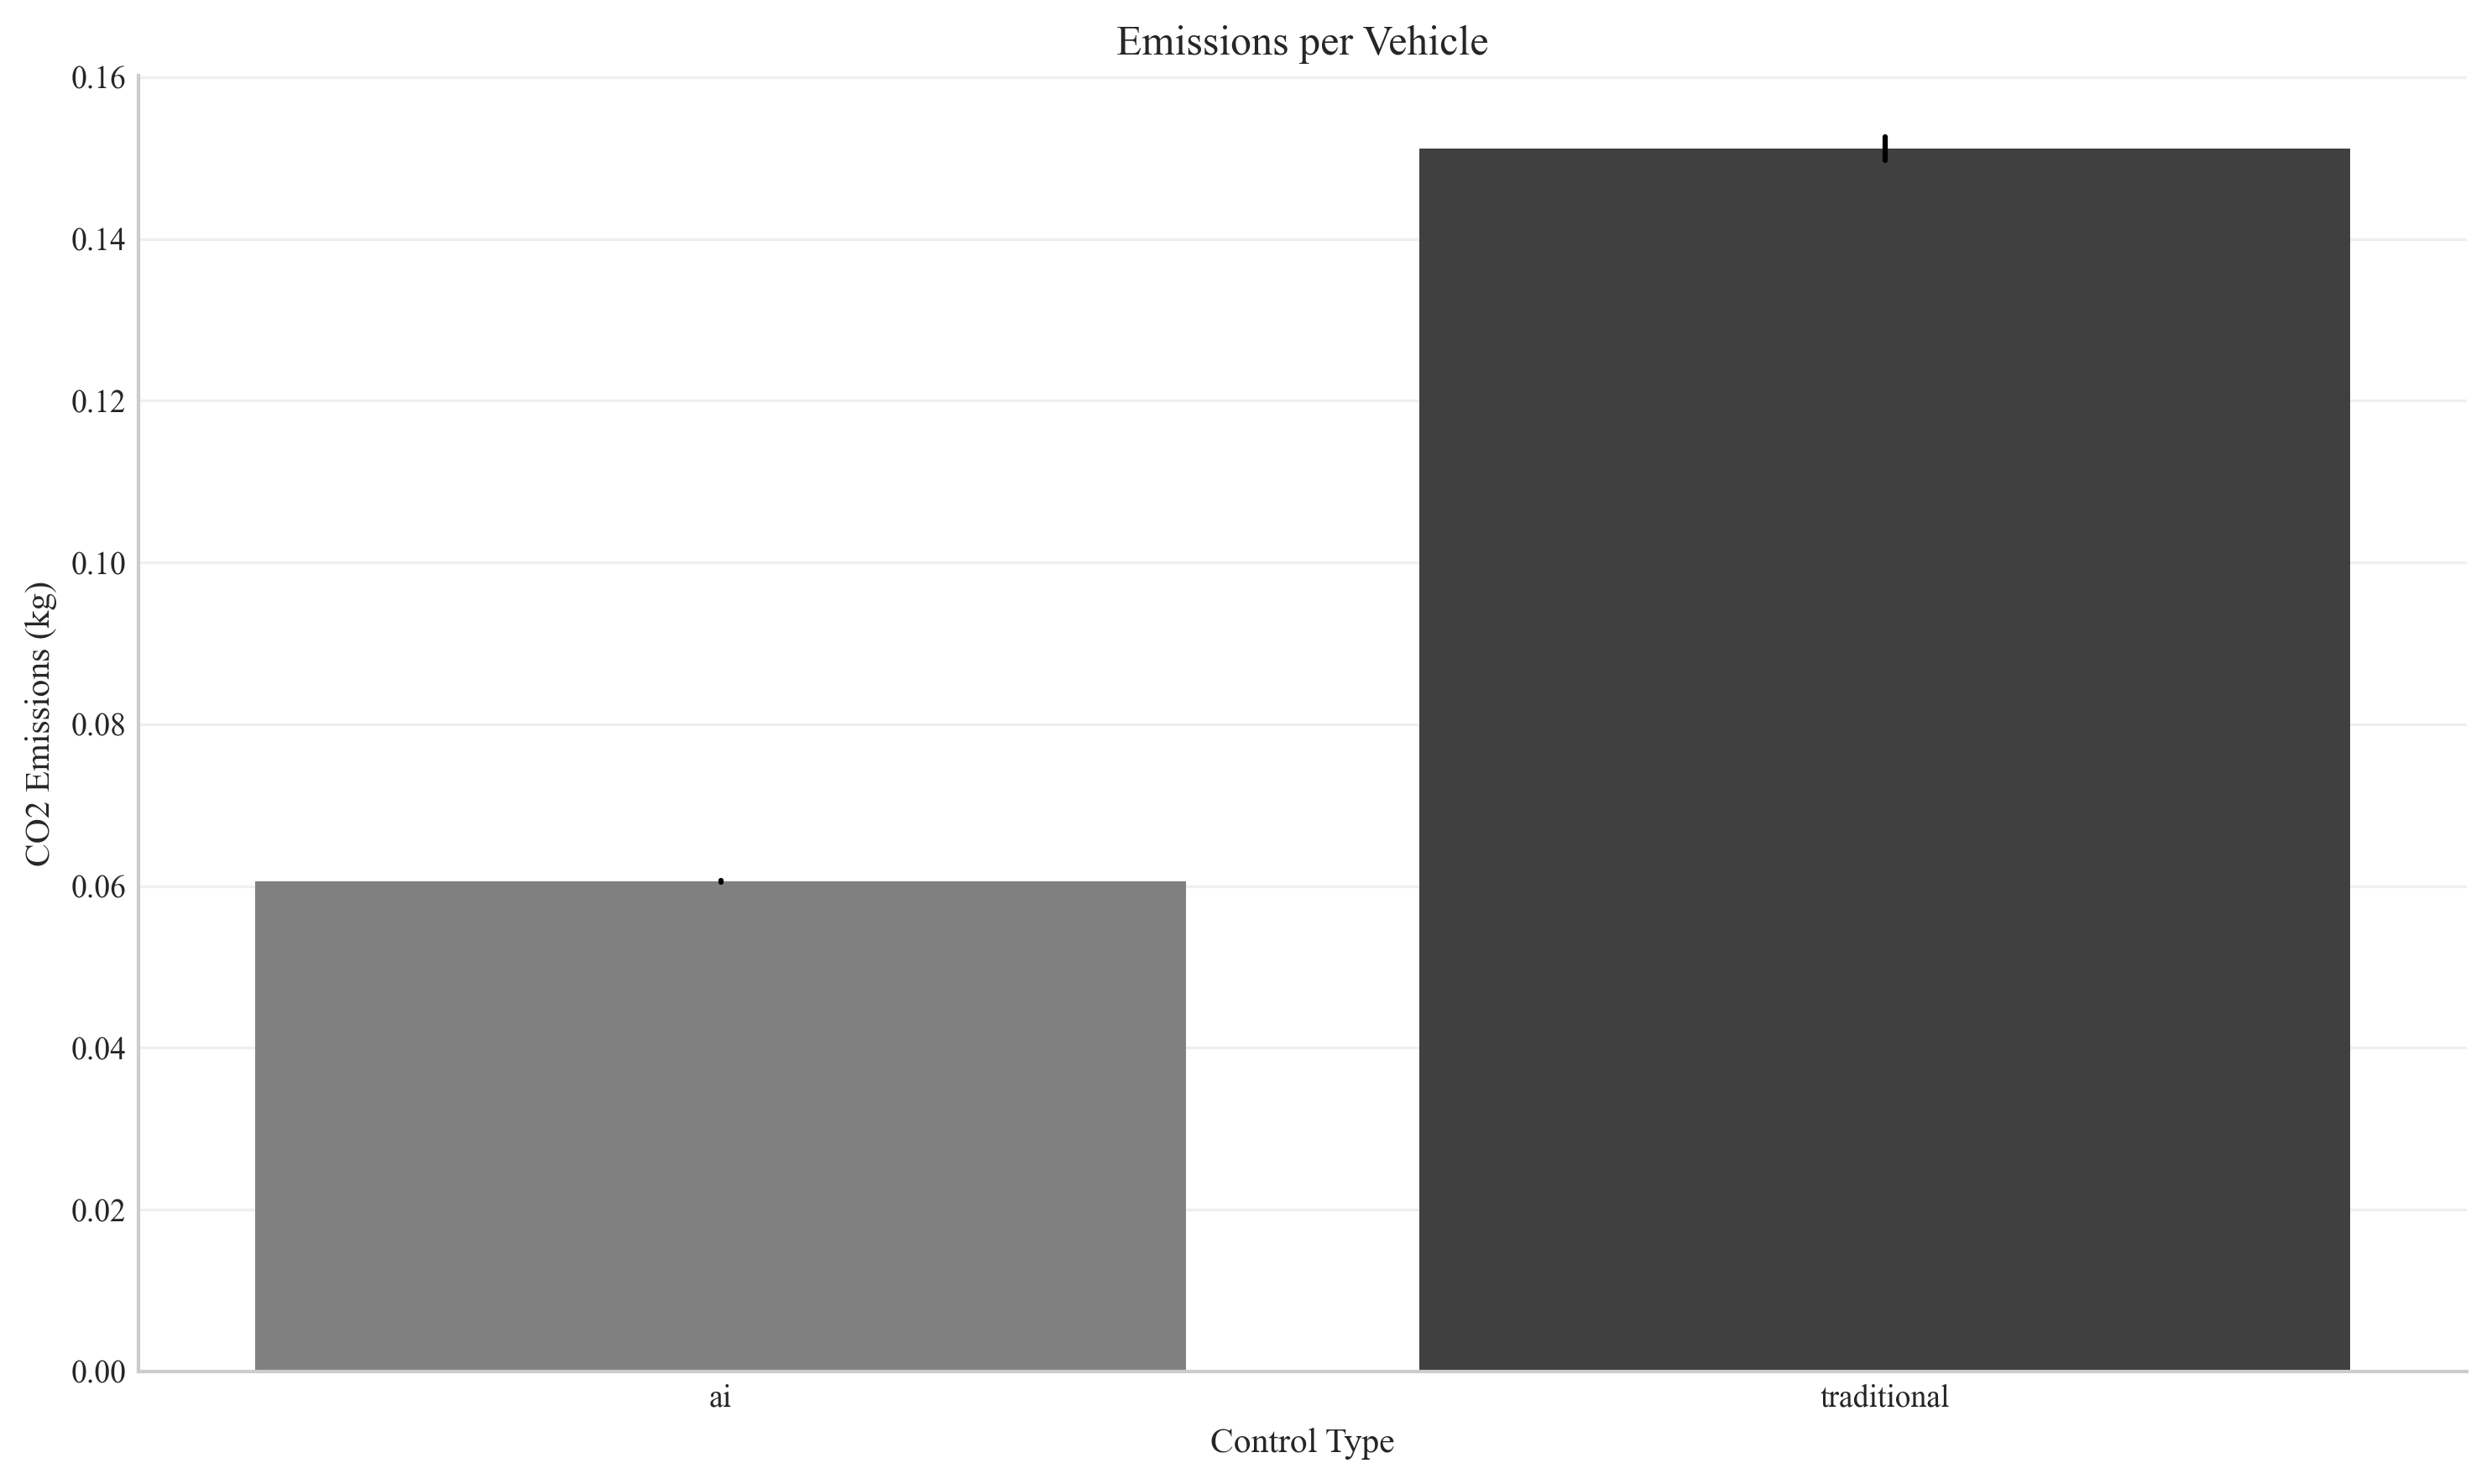 Emissions per Vehicle
0.16
0.14
0.12
0.10
0.08
0.06
0.04
0.02
0.00
CO2 Emissions (kg)
ai
traditional
Control Type